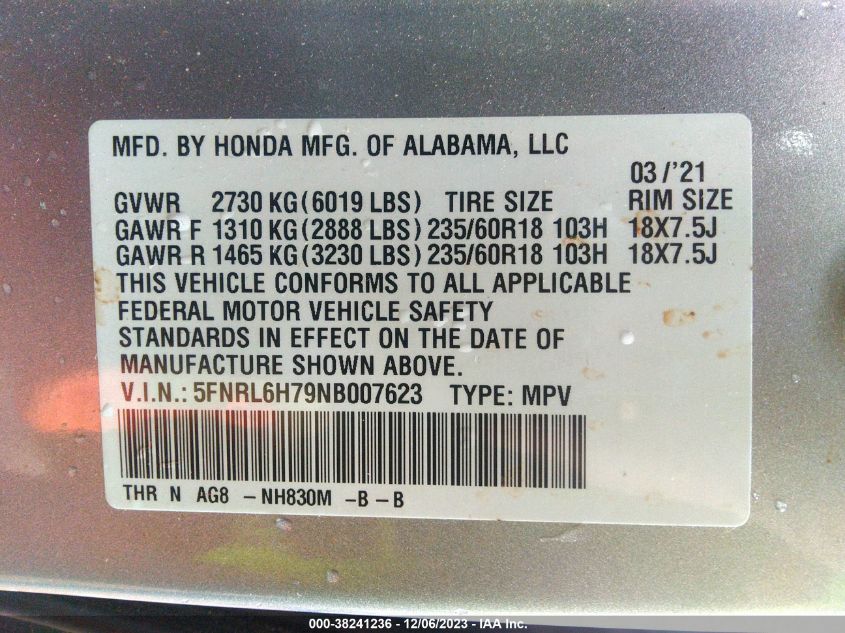 MFD. BY HONDA MFG. OF ALABAMA, LLC
03/'21
GVWR 2730 KG (6019 LBS) TIRE SIZE RIM SIZE
GAWR F 1310 KG (2888 LBS) 235/60R18 103H 18X7.5J
GAWR R 1465 KG (3230 LBS) 235/60R18 103H 18X7.5J
THIS VEHICLE CONFORMS TO ALL APPLICABLE
FEDERAL MOTOR VEHICLE SAFETY
STANDARDS IN EFFECT ON THE DATE OF
MANUFACTURE SHOWN ABOVE.
V.I.N.: 5FNRL6H79NB007623 TYPE: MPV
THR N AG8 -NH830M -B-B
000-38241236 - 12/06/2023 - IAA Inc.